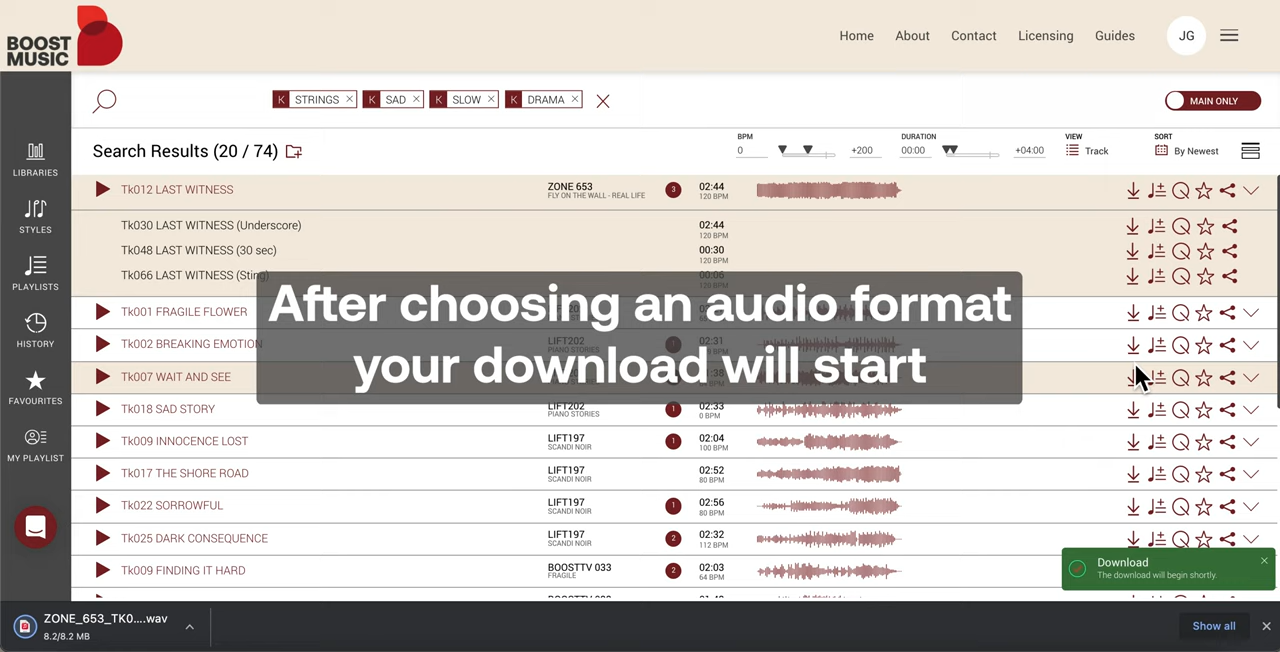 BOOST
MUSIC
Home About Contact Licensing Guides JG
K STRINGS × K SAD × K SLOW × K DRAMA ×
MAIN ONLY
Search Results (20 / 74)
BPM
0 +200
DURATION
00:00 +04:00
VIEW
Track
SORT
By Newest
LIBRARIES
STYLES
PLAYLISTS
HISTORY
FAVOURITES
MY PLAYLIST
Tk012 LAST WITNESS ZONE 653 3 02:44
FLY ON THE WALL - REAL LIFE 120 BPM
Tk030 LAST WITNESS (Underscore) 02:44
120 BPM
Tk048 LAST WITNESS (30 sec) 00:30
120 BPM
Tk066 LAST WITNESS (Sting) 00:06
120 BPM
After choosing an audio format
your download will start
Tk001 FRAGILE FLOWER
Tk002 BREAKING EMOTION LIFT202 1 02:31
PIANO STORIES
Tk007 WAIT AND SEE
Tk018 SAD STORY LIFT202 1 02:33
PIANO STORIES 0 BPM
Tk009 INNOCENCE LOST LIFT197 1 02:04
SCANDI NOIR 100 BPM
Tk017 THE SHORE ROAD LIFT197 02:52
SCANDI NOIR 80 BPM
Tk022 SORROWFUL LIFT197 1 02:56
SCANDI NOIR 80 BPM
Tk025 DARK CONSEQUENCE LIFT197 2 02:32
SCANDI NOIR 112 BPM
Tk009 FINDING IT HARD BOOSTTV 033 2 02:03
FRAGILE 64 BPM
Download
The download will begin shortly.
ZONE_653_TK0....wav
8.2/8.2 MB
Show all